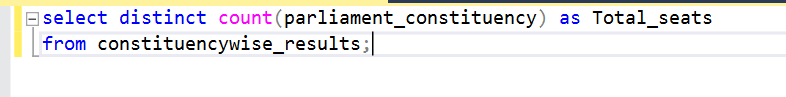 select distinct count(parliament_constituency) as Total_seats
from constituencywise_results;